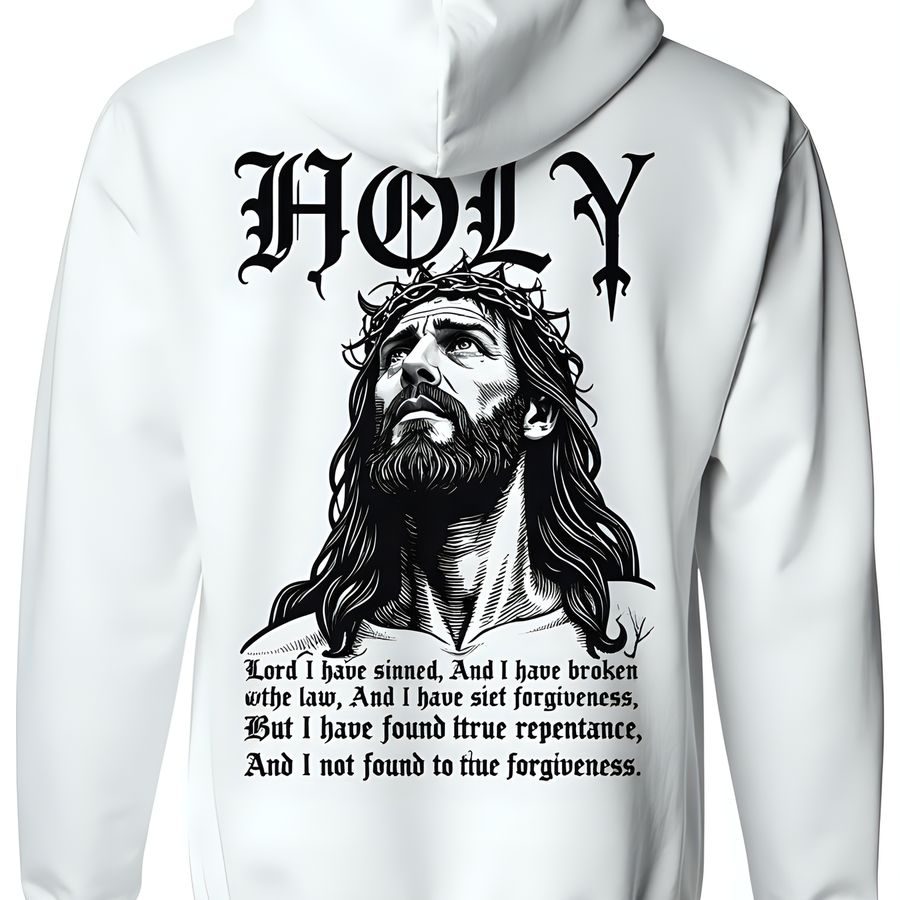 HOLY
Lord I have sinned, And I have broken
the law, And I have siet forgiveness,
But I have found ttrue repentance,
And I not found to ttue forgiveness.